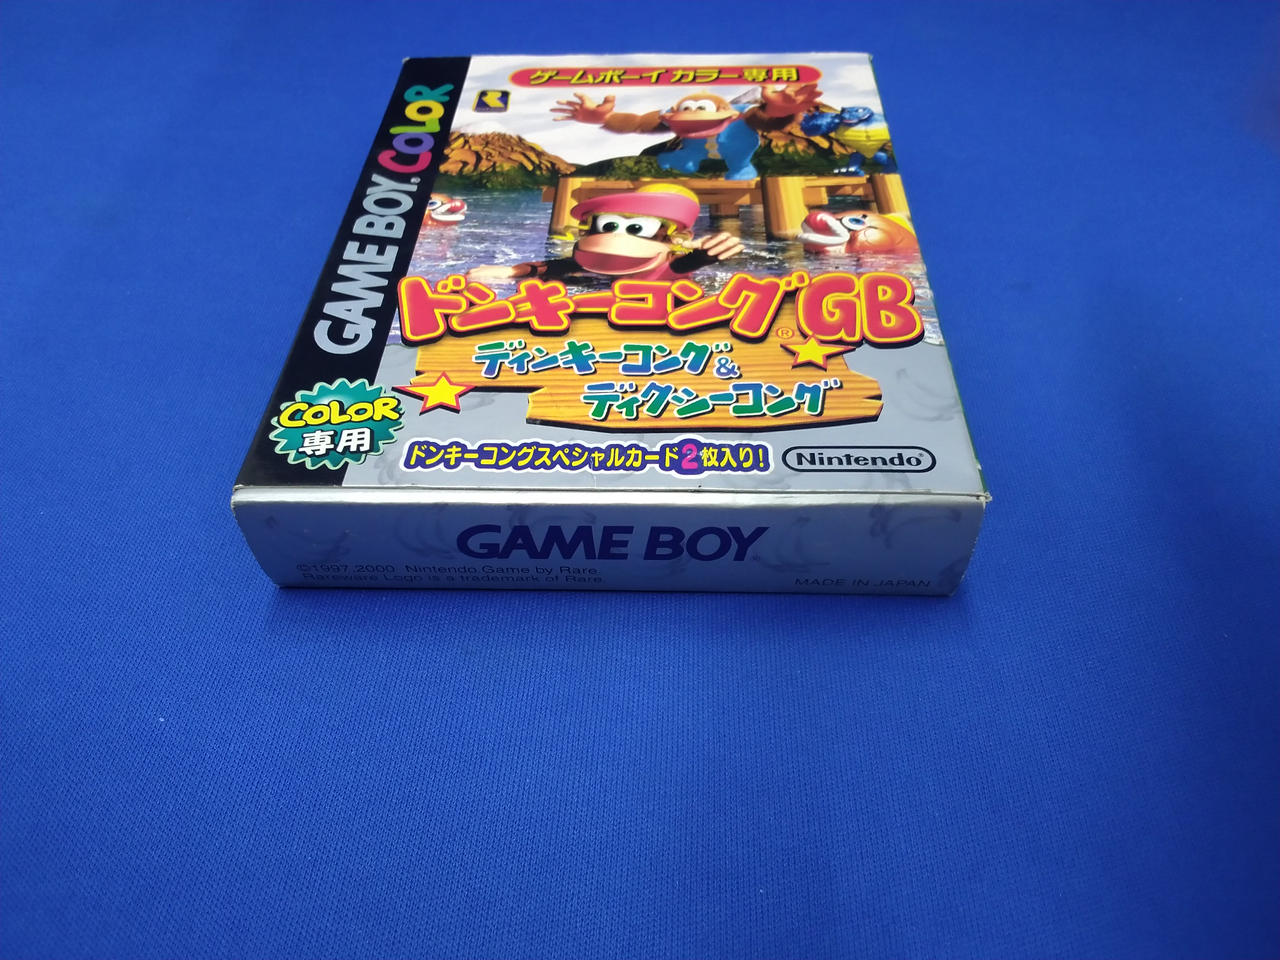 ゲームボーイカラー専用
R
GAME BOY COLOR
ドンキーコング®GB
ディンキーコング&
ディクシーコング
COLOR
専用
ドンキーコングスペシャルカード2枚入り!
Nintendo®
GAME BOY
©1997,2000 Nintendo.Game by Rare.
Rareware Logo is a trademark of Rare.
MADE IN JAPAN